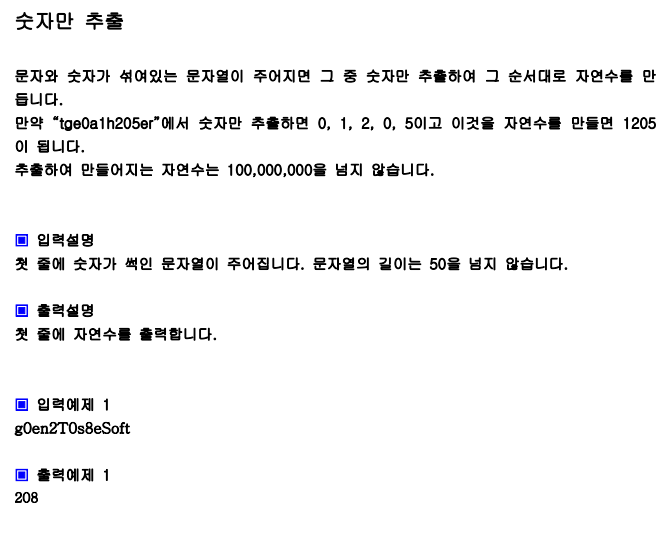 숫자만 추출
문자와 숫자가 섞여있는 문자열이 주어지면 그 중 숫자만 추출하여 그 순서대로 자연수를 만
듭니다.
만약 “tge0a1h205er”에서 숫자만 추출하면 0, 1, 2, 0, 5이고 이것을 자연수를 만들면 1205
이 됩니다.
추출하여 만들어지는 자연수는 100,000,000을 넘지 않습니다.
▣ 입력설명
첫 줄에 숫자가 썩인 문자열이 주어집니다. 문자열의 길이는 50을 넘지 않습니다.
▣ 출력설명
첫 줄에 자연수를 출력합니다.
▣ 입력예제 1
g0en2T0s8eSoft
▣ 출력예제 1
208